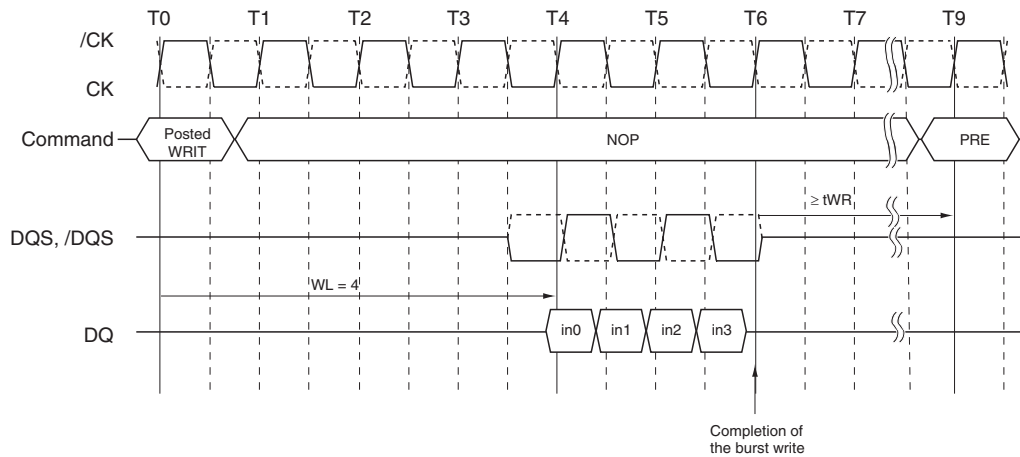 T0 T1 T2 T3 T4 T5 T6 T7 T9
/CK
CK
Command
Posted
WRIT
NOP
PRE
≥ tWR
DQS, /DQS
WL = 4
DQ
in0 in1 in2 in3
Completion of
the burst write